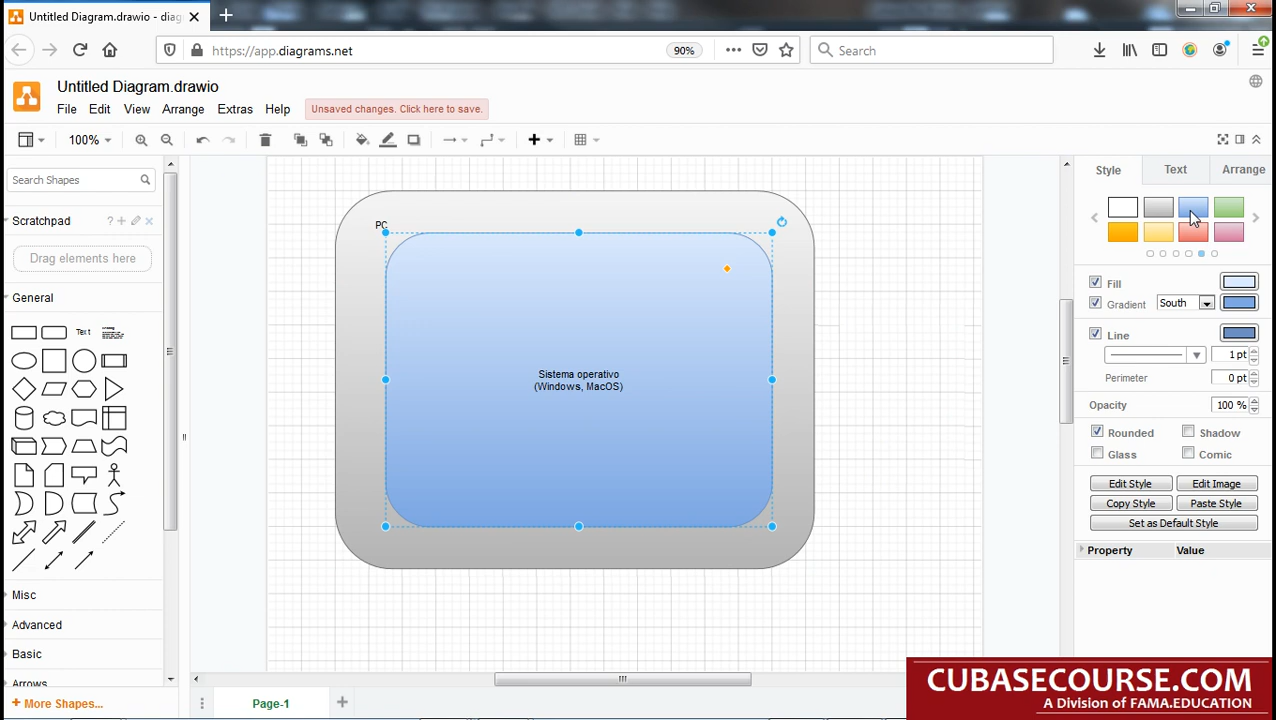 Untitled Diagram.drawio - diag
https://app.diagrams.net
90%
Search
Untitled Diagram.drawio
File Edit View Arrange Extras Help
Unsaved changes. Click here to save.
100%
Search Shapes
Scratchpad
Drag elements here
General
Text
Misc
Advanced
Basic
Arrows
+ More Shapes...
PC
Sistema operativo
(Windows, MacOS)
Page-1
Style Text Arrange
Fill
Gradient South
Line
1 pt
Perimeter 0 pt
Opacity 100 %
Rounded Shadow
Glass Comic
Edit Style Edit Image
Copy Style Paste Style
Set as Default Style
Property Value
CUBASECOURSE.COM
A Division of FAMA.EDUCATION